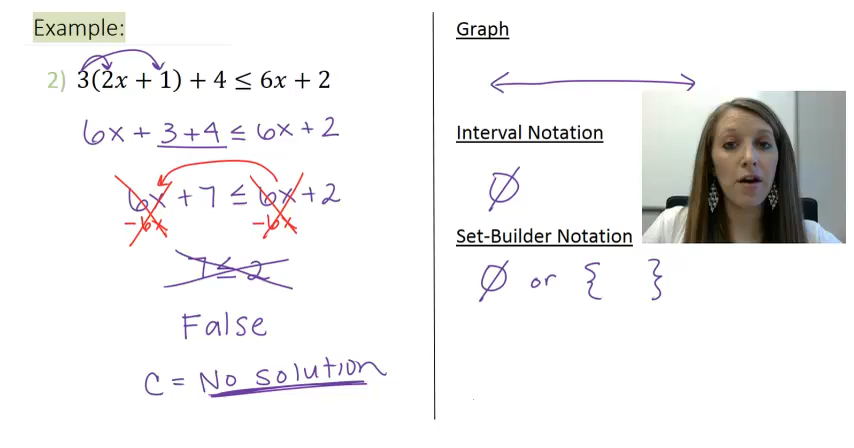 Example:
2) 3(2x + 1) + 4 ≤ 6x + 2
6x + 3 + 4 ≤ 6x + 2
6x + 7 ≤ 6x + 2
-6x -6x
7 ≤ 2
False
C = No solution
Graph
Interval Notation
∅
Set-Builder Notation
∅ or { }